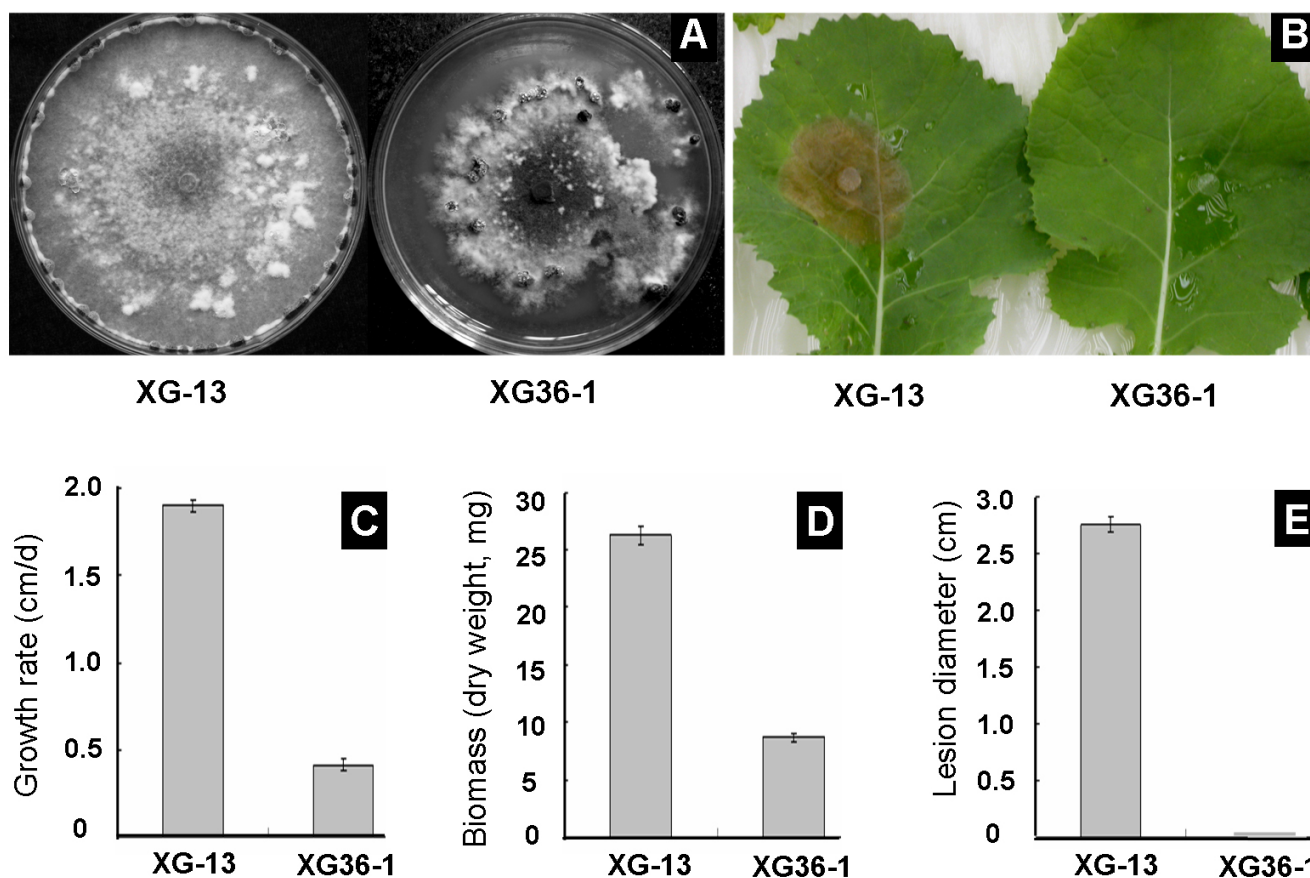 A
B
XG-13
XG36-1
XG-13
XG36-1
Growth rate (cm/d)
2.0
1.5
1.0
0.5
0
C
XG-13
XG36-1
Biomass (dry weight, mg)
30
25
20
15
10
5
0
D
XG-13
XG36-1
Lesion diameter (cm)
3.0
2.5
2.0
1.5
1.0
0.5
0
E
XG-13
XG36-1